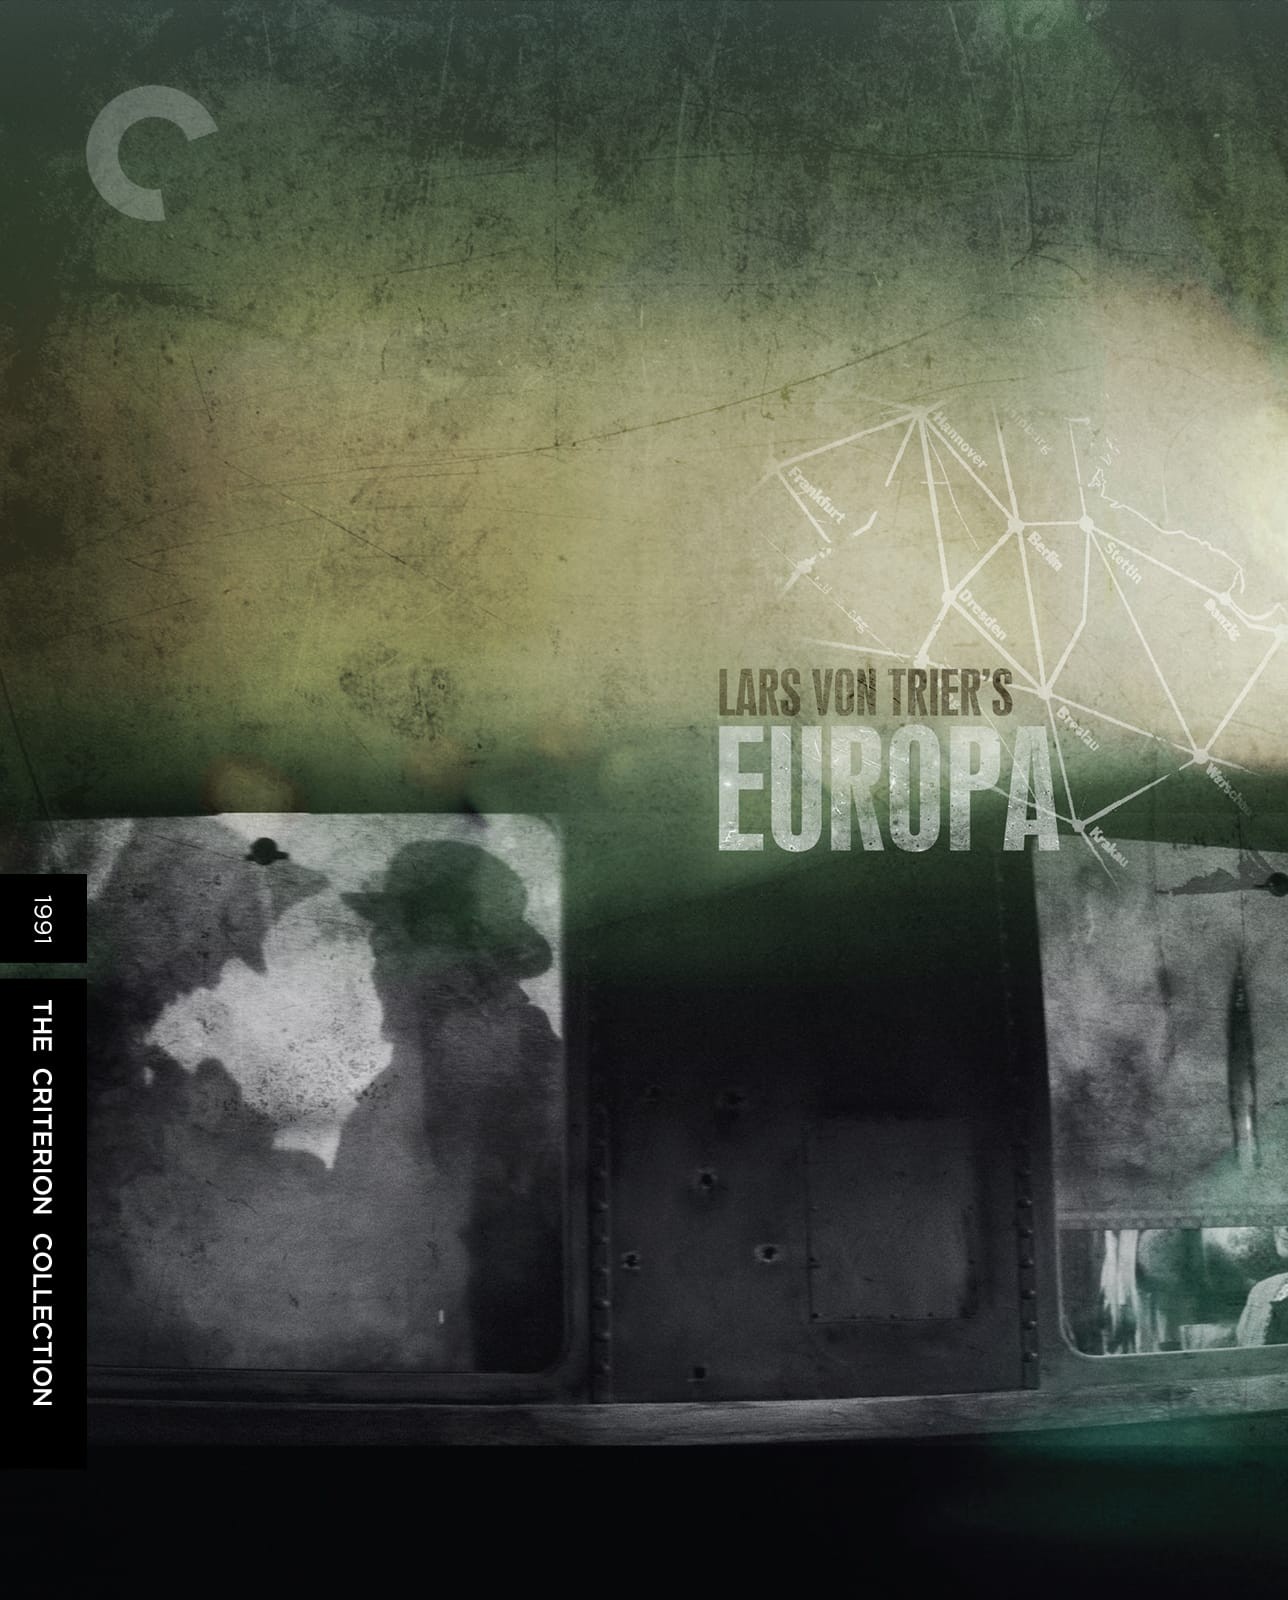 Hannover
Frankfurt
Berlin
Stettin
Danzig
Dresden
LARS VON TRIER'S
EUROPA
Breslau
Warschau
Krakau
1991
THE CRITERION COLLECTION